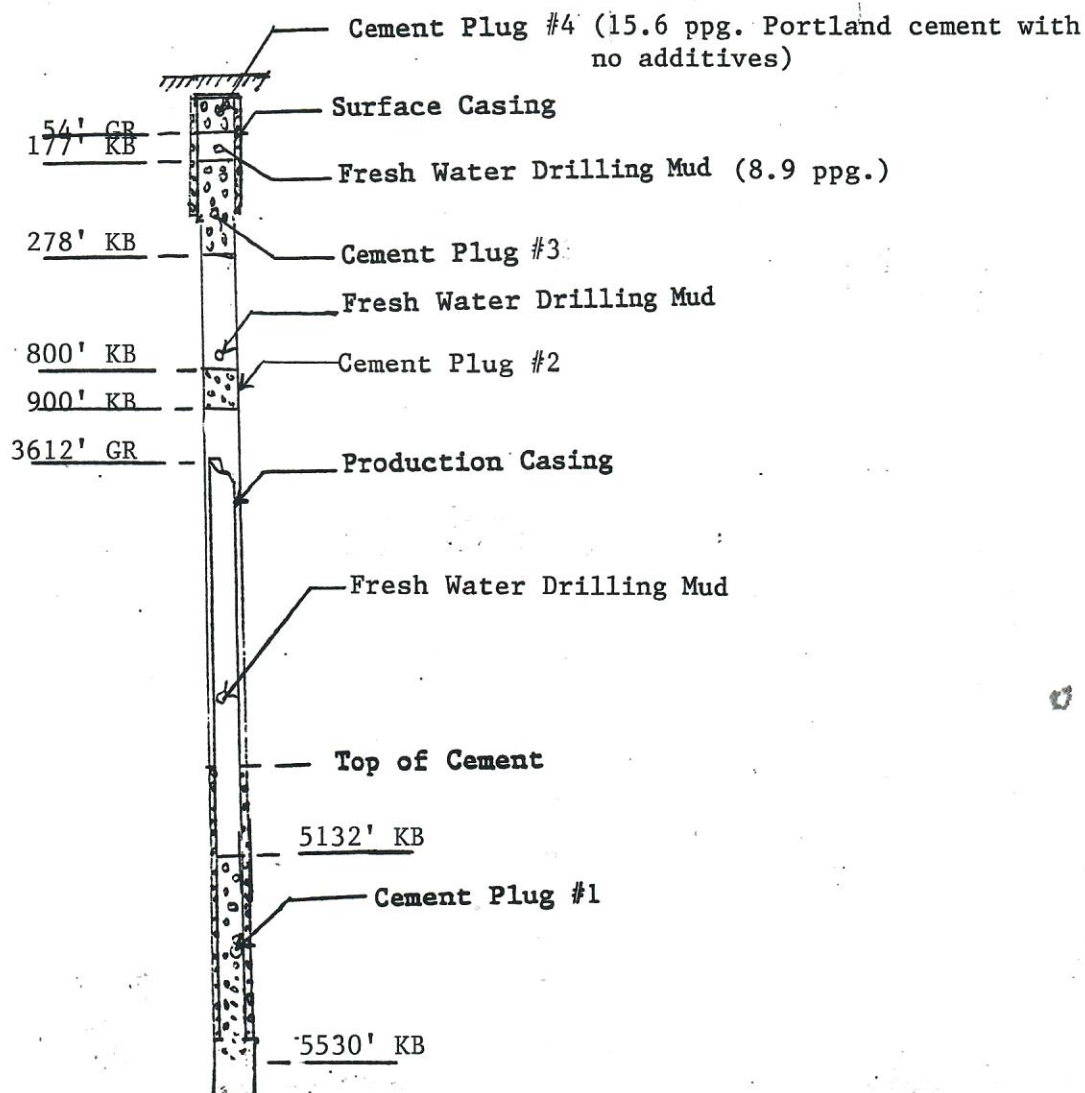 Cement Plug #4 (15.6 ppg. Portland cement with
no additives)
Surface Casing
54' GR
177' KB
Fresh Water Drilling Mud (8.9 ppg.)
278' KB
Cement Plug #3
Fresh Water Drilling Mud
800' KB
Cement Plug #2
900' KB
3612' GR
Production Casing
Fresh Water Drilling Mud
Top of Cement
5132' KB
Cement Plug #1
5530' KB